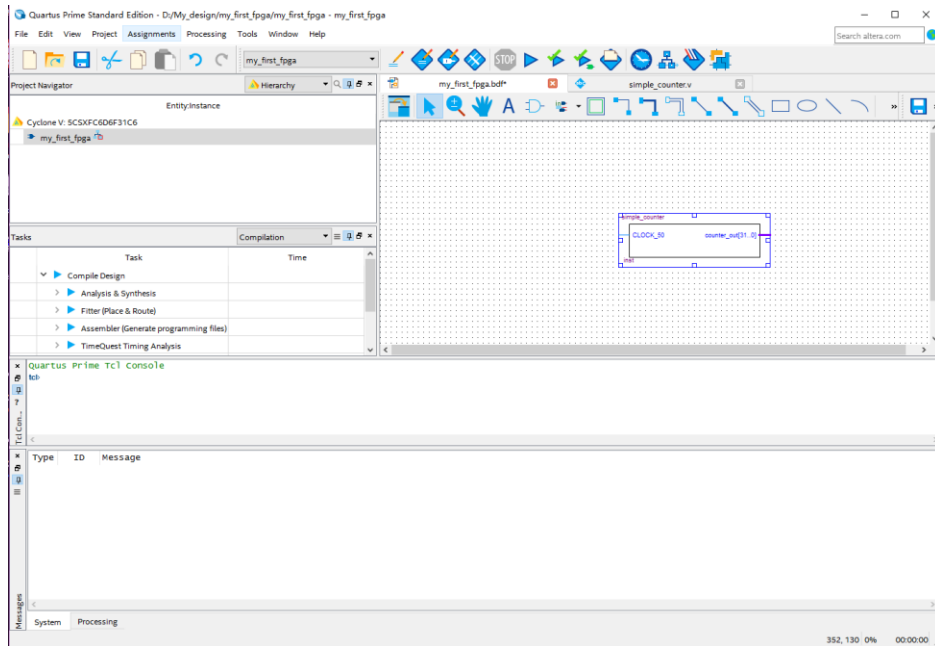 Quartus Prime Standard Edition - D:/My_design/my_first_fpga/my_first_fpga - my_first_fpga
File Edit View Project Assignments Processing Tools Window Help
Search altera.com
my_first_fpga
STOP
Project Navigator
Hierarchy
my_first_fpga.bdf*
simple_counter.v
Entity:Instance
A
Cyclone V: 5CSXFC6D6F31C6
my_first_fpga
simple_counter
CLOCK_50 counter_out[31..0]
inst
Tasks
Compilation
Task Time
Compile Design
Analysis & Synthesis
Fitter (Place & Route)
Assembler (Generate programming files)
TimeQuest Timing Analysis
Quartus Prime Tcl Console
tcl>
Tcl Con...
Type ID Message
Messages
System Processing
352, 130 0% 00:00:00